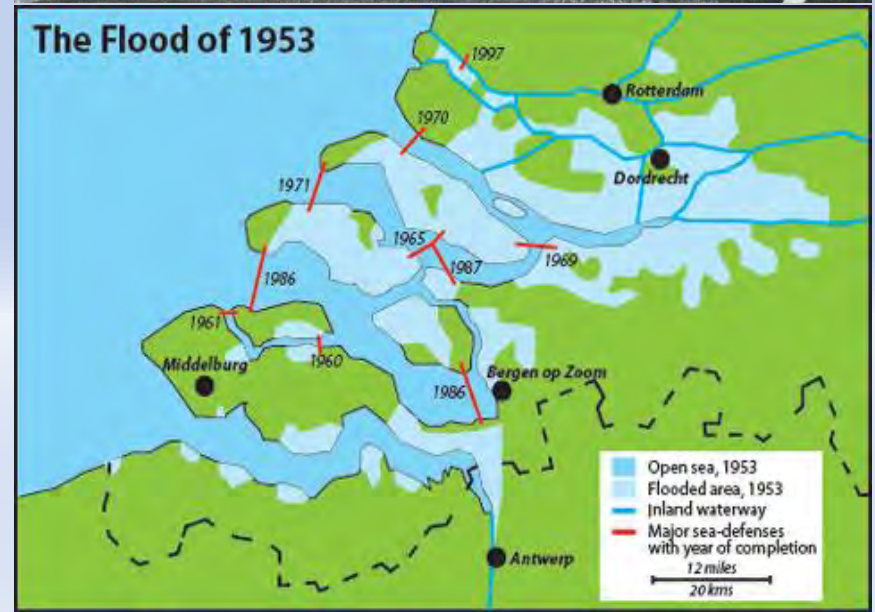 The Flood of 1953
1997
Rotterdam
1970
Dordrecht
1971
1965
1969
1987
1986
1961
1960
Middelburg
Bergen op Zoom
1986
Open sea, 1953
Flooded area, 1953
Inland waterway
Major sea-defenses
with year of completion
12 miles
20 kms
Antwerp